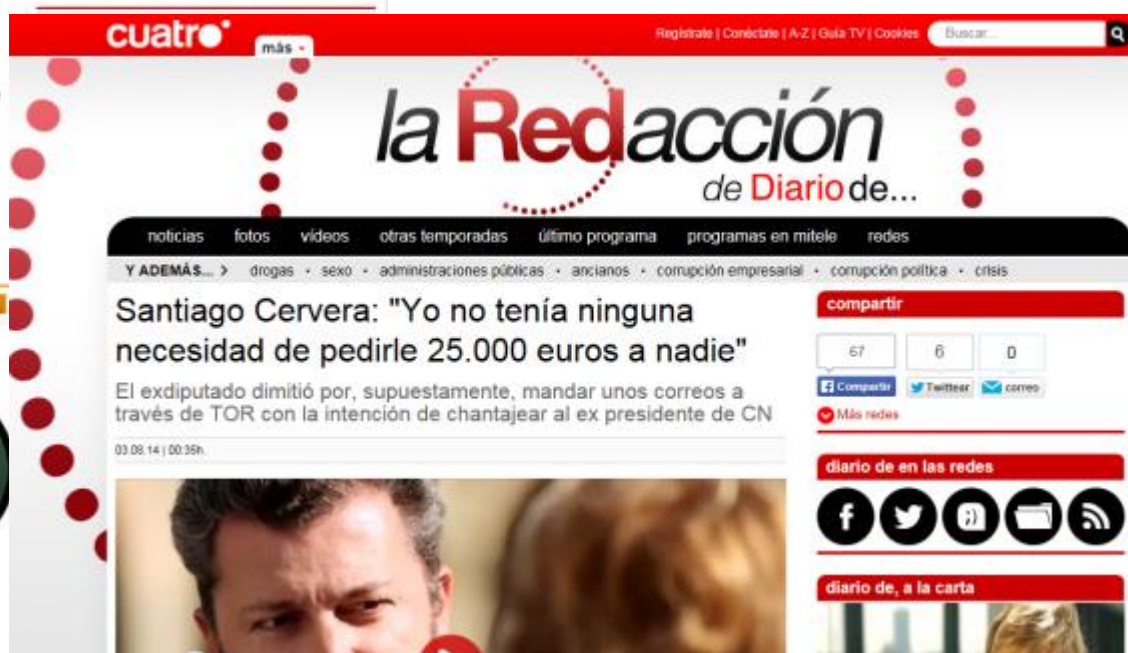 cuatro
más
Regístrate | Conéctate | A-Z | Guía TV | Cookies
Buscar...
la Redacción
de Diario de...
noticias fotos vídeos otras temporadas último programa programas en mitele redes
Y ADEMÁS... > drogas · sexo · administraciones públicas · ancianos · corrupción empresarial · corrupción política · crisis
Santiago Cervera: "Yo no tenía ninguna
necesidad de pedirle 25.000 euros a nadie"
El exdiputado dimitió por, supuestamente, mandar unos correos a
través de TOR con la intención de chantajear al ex presidente de CN
03.08.14 | 00:35h.
compartir
67 6 0
Compartir Twittear correo
Más redes
diario de en las redes
diario de, a la carta